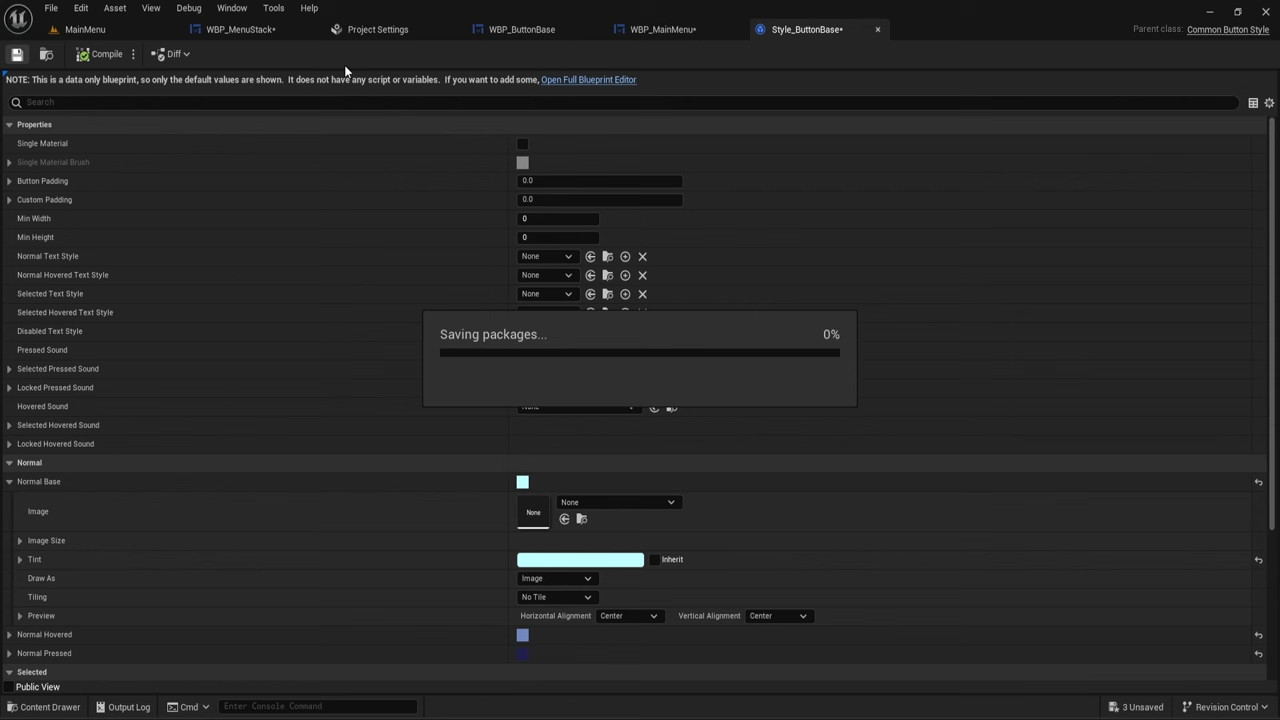 File Edit Asset View Debug Window Tools Help
MainMenu WBP_MenuStack* Project Settings WBP_ButtonBase WBP_MainMenu* Style_ButtonBase* Parent class: Common Button Style
Compile Diff
NOTE: This is a data only blueprint, so only the default values are shown. It does not have any script or variables. If you want to add some, Open Full Blueprint Editor
Search
Properties
Single Material
Single Material Brush
Button Padding 0.0
Custom Padding 0.0
Min Width 0
Min Height 0
Normal Text Style None
Normal Hovered Text Style None
Selected Text Style None
Selected Hovered Text Style
Saving packages... 0%
Disabled Text Style
Pressed Sound
Selected Pressed Sound
Locked Pressed Sound
Hovered Sound None
Selected Hovered Sound
Locked Hovered Sound
Normal
Normal Base
Image None None
Image Size
Tint Inherit
Draw As Image
Tiling No Tile
Preview Horizontal Alignment Center Vertical Alignment Center
Normal Hovered
Normal Pressed
Selected
Public View
Content Drawer Output Log Cmd Enter Console Command 3 Unsaved Revision Control